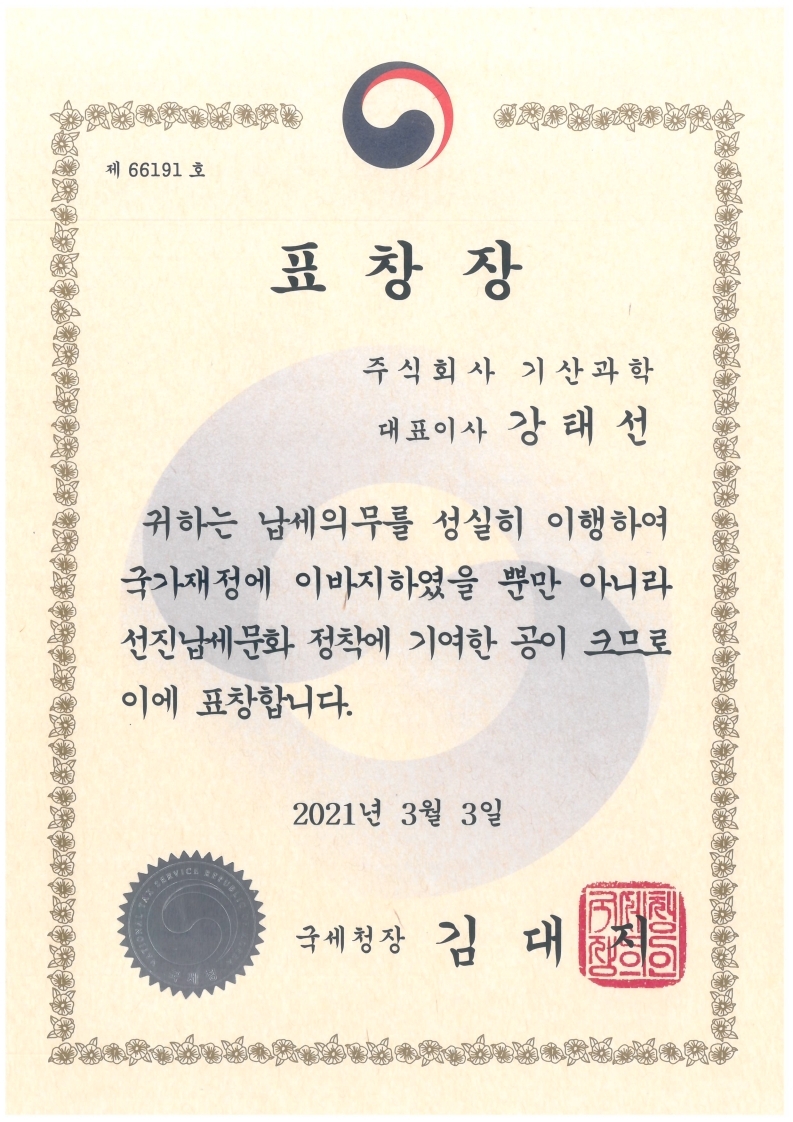 제 66191 호
표 창 장
주식회사 기산과학
대표이사 강 태 선
귀하는 납세의무를 성실히 이행하여
국가재정에 이바지하였을 뿐만 아니라
선진납세문화 정착에 기여한 공이 크므로
이에 표창합니다.
2021년 3월 3일
국세청장 김 대 지